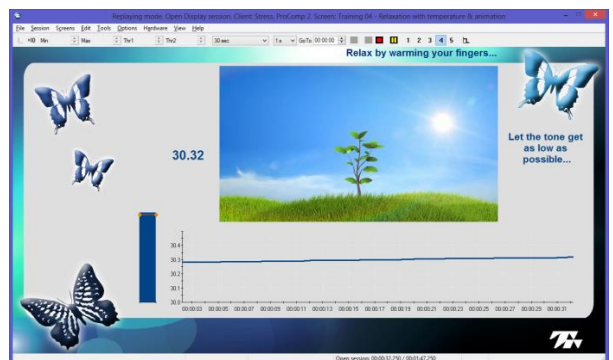 Replaying mode, Open Display session, Client: Stress, ProComp 2, Screen: Training 04 - Relaxation with temperature & animation
File Session Screens Edit Tools Options Hardware View Help
Min Max Thr1 Thr2 30 sec 1 x GoTo 00:00:00 1 2 3 4 5
Relax by warming your fingers...
Let the tone get
as low as
possible...
30.32
30.4
30.3
30.2
30.1
30.0
00:00:03 00:00:05 00:00:07 00:00:09 00:00:11 00:00:13 00:00:15 00:00:17 00:00:19 00:00:21 00:00:23 00:00:25 00:00:27 00:00:29 00:00:31
Open session: 00:00:32.250 / 00:01:47.250